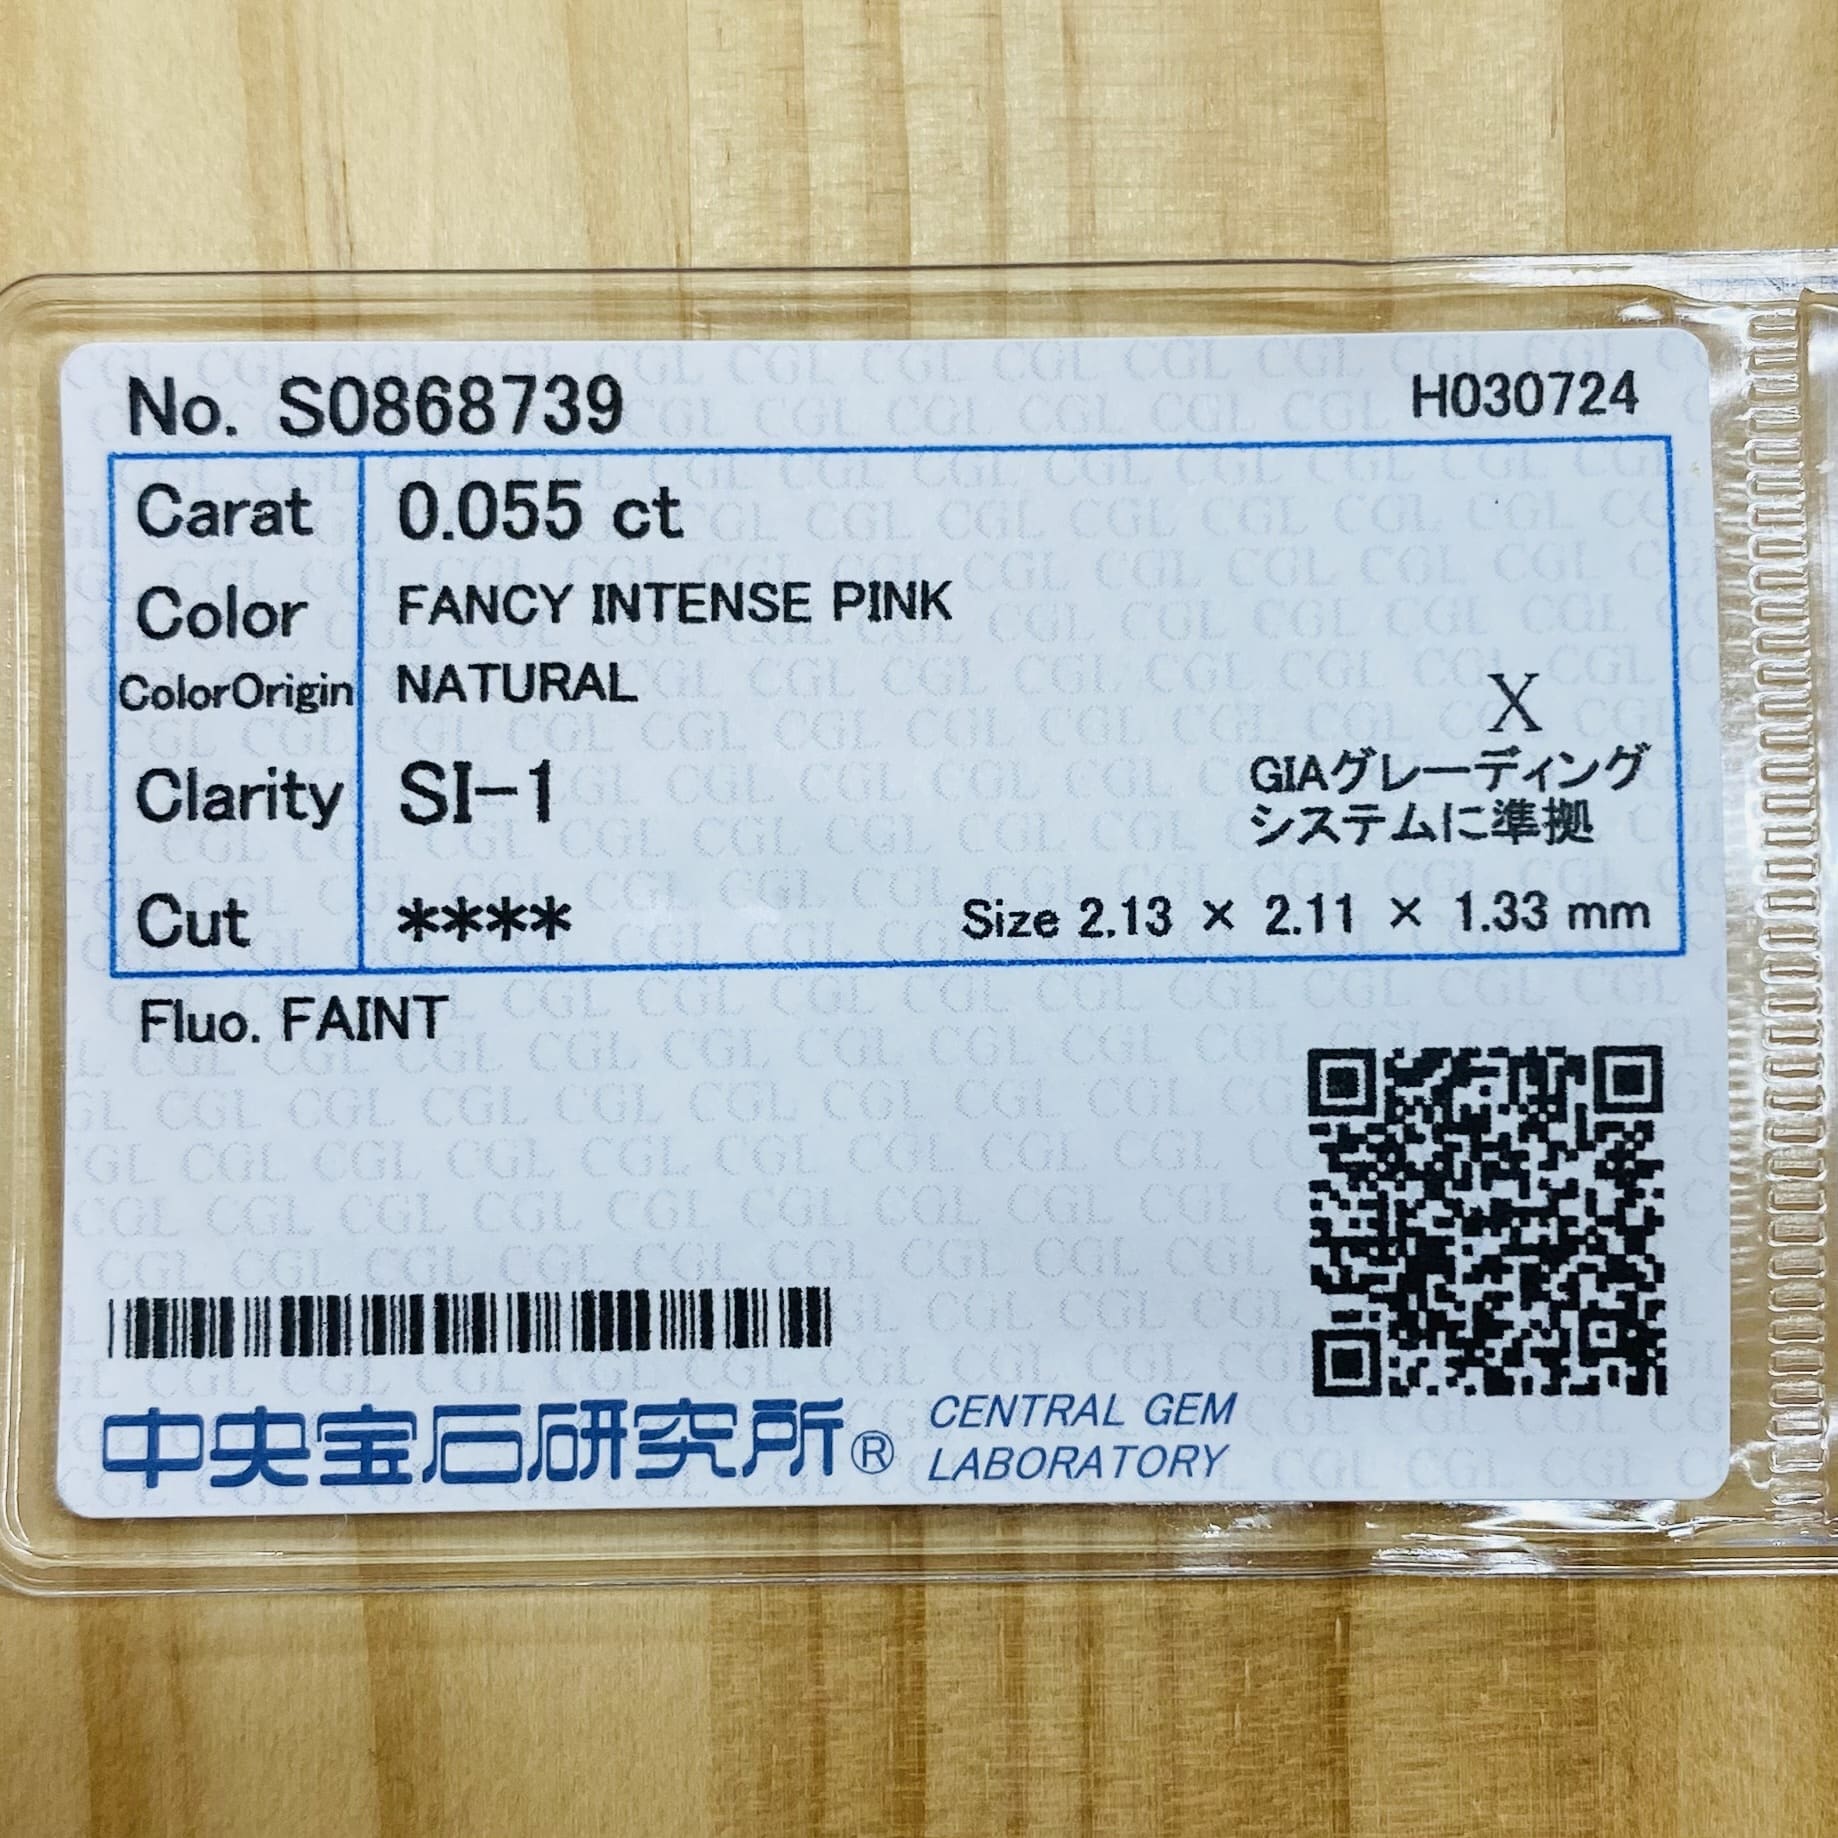 No. S0868739 H030724
Carat 0.055 ct
Color FANCY INTENSE PINK
ColorOrigin NATURAL
X
Clarity SI-1
GIAグレーディング
システムに準拠
Cut **** Size 2.13 × 2.11 × 1.33 mm
Fluo. FAINT
中央宝石研究所® CENTRAL GEM
LABORATORY